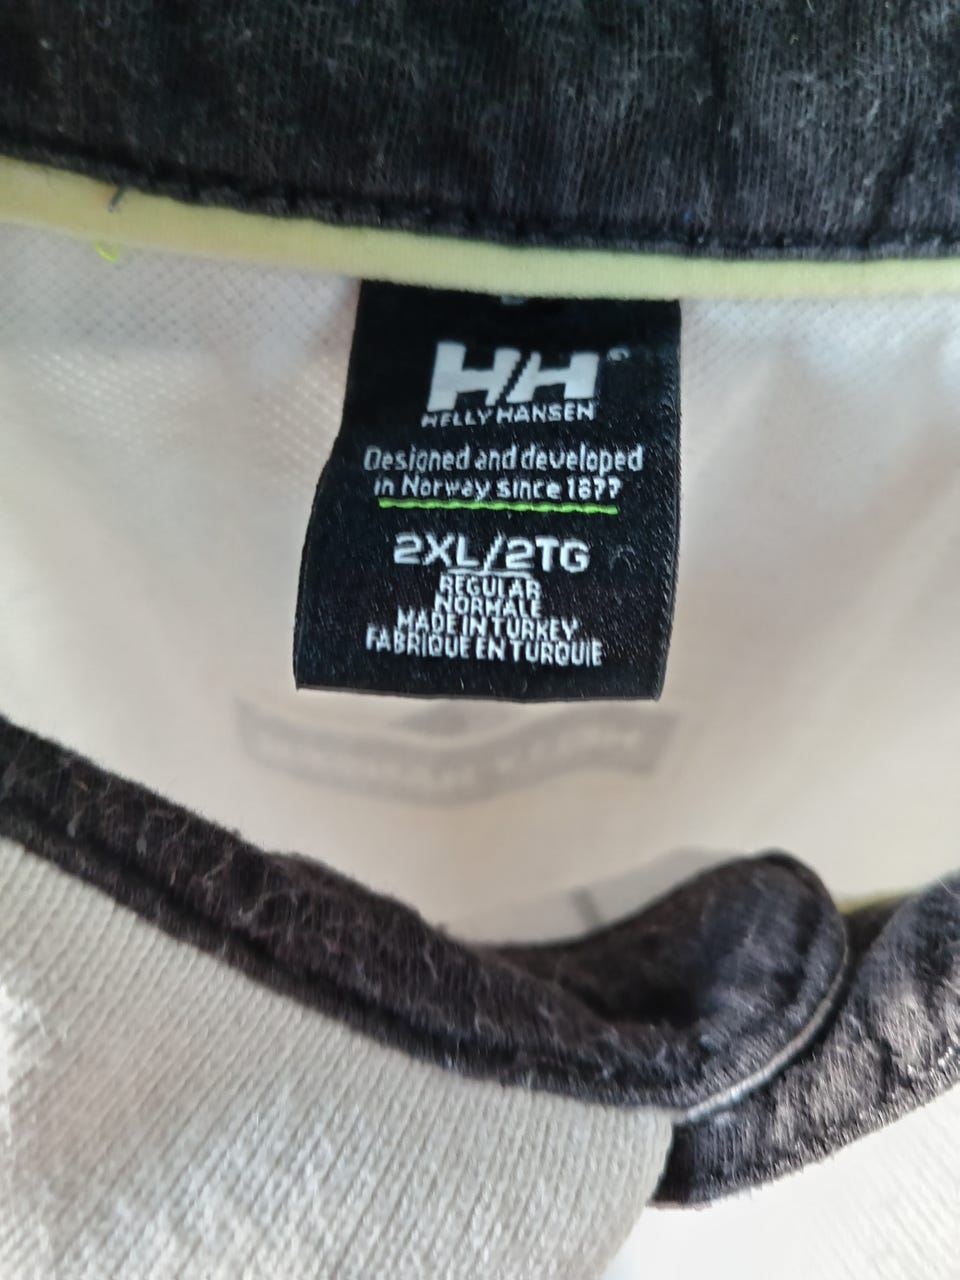 HH
HELLY HANSEN
Designed and developed
in Norway since 1877
2XL/2TG
REGULAR
NORMALE
MADE IN TURKEY
FABRIQUE EN TURQUIE